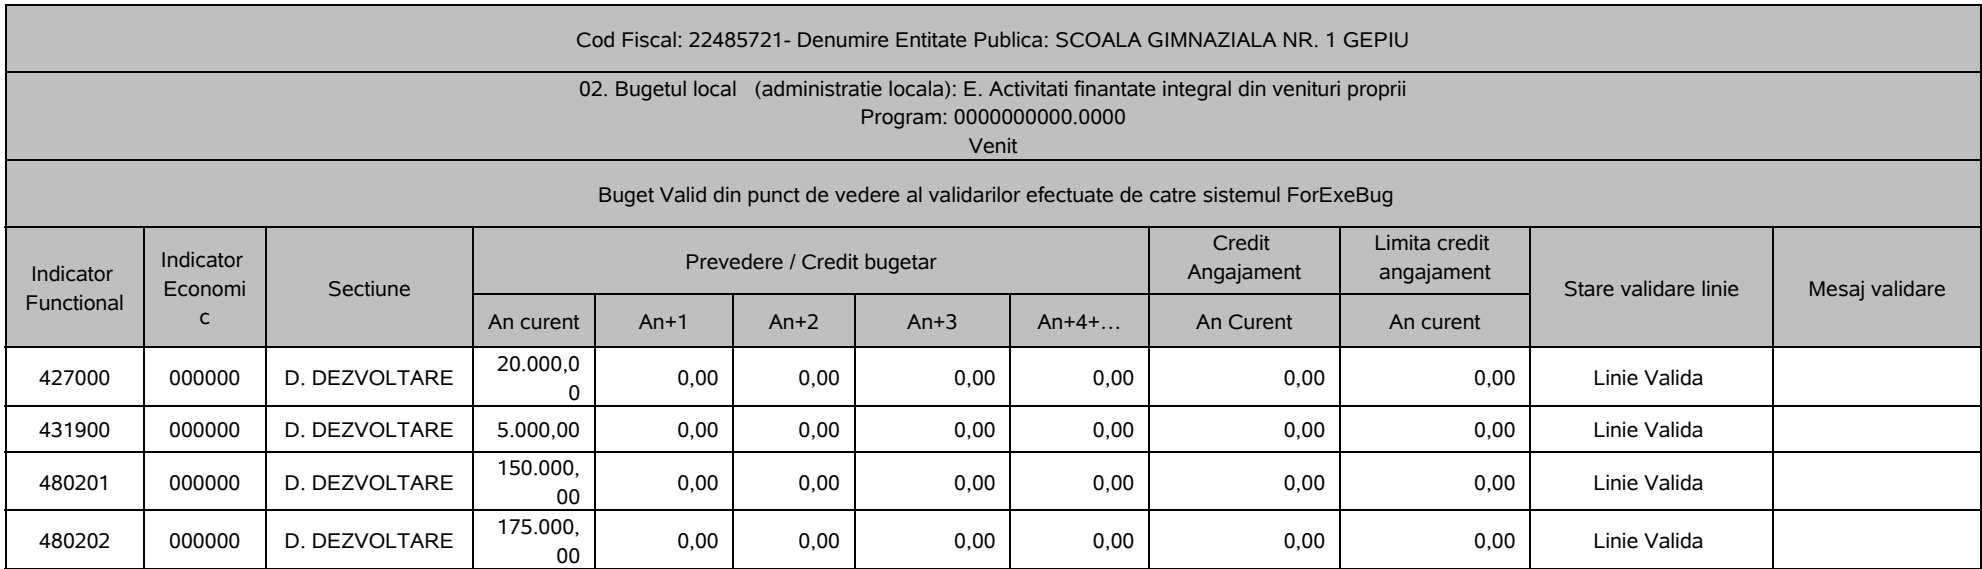 Cod Fiscal: 22485721- Denumire Entitate Publica: SCOALA GIMNAZIALA NR. 1 GEPIU
02. Bugetul local (administratie locala): E. Activitati finantate integral din venituri proprii
Program: 0000000000.0000
Venit
Buget Valid din punct de vedere al validarilor efectuate de catre sistemul ForExeBug
Indicator
Functional
Indicator
Economi
c
Sectiune
Prevedere / Credit bugetar
Credit
Angajament
Limita credit
angajament
Stare validare linie
Mesaj validare
An curent An+1 An+2 An+3 An+4+… An Curent An curent
427000 000000 D. DEZVOLTARE 20.000,0
0 0,00 0,00 0,00 0,00 0,00 0,00 Linie Valida
431900 000000 D. DEZVOLTARE 5.000,00 0,00 0,00 0,00 0,00 0,00 0,00 Linie Valida
480201 000000 D. DEZVOLTARE 150.000,
00 0,00 0,00 0,00 0,00 0,00 0,00 Linie Valida
480202 000000 D. DEZVOLTARE 175.000,
00 0,00 0,00 0,00 0,00 0,00 0,00 Linie Valida